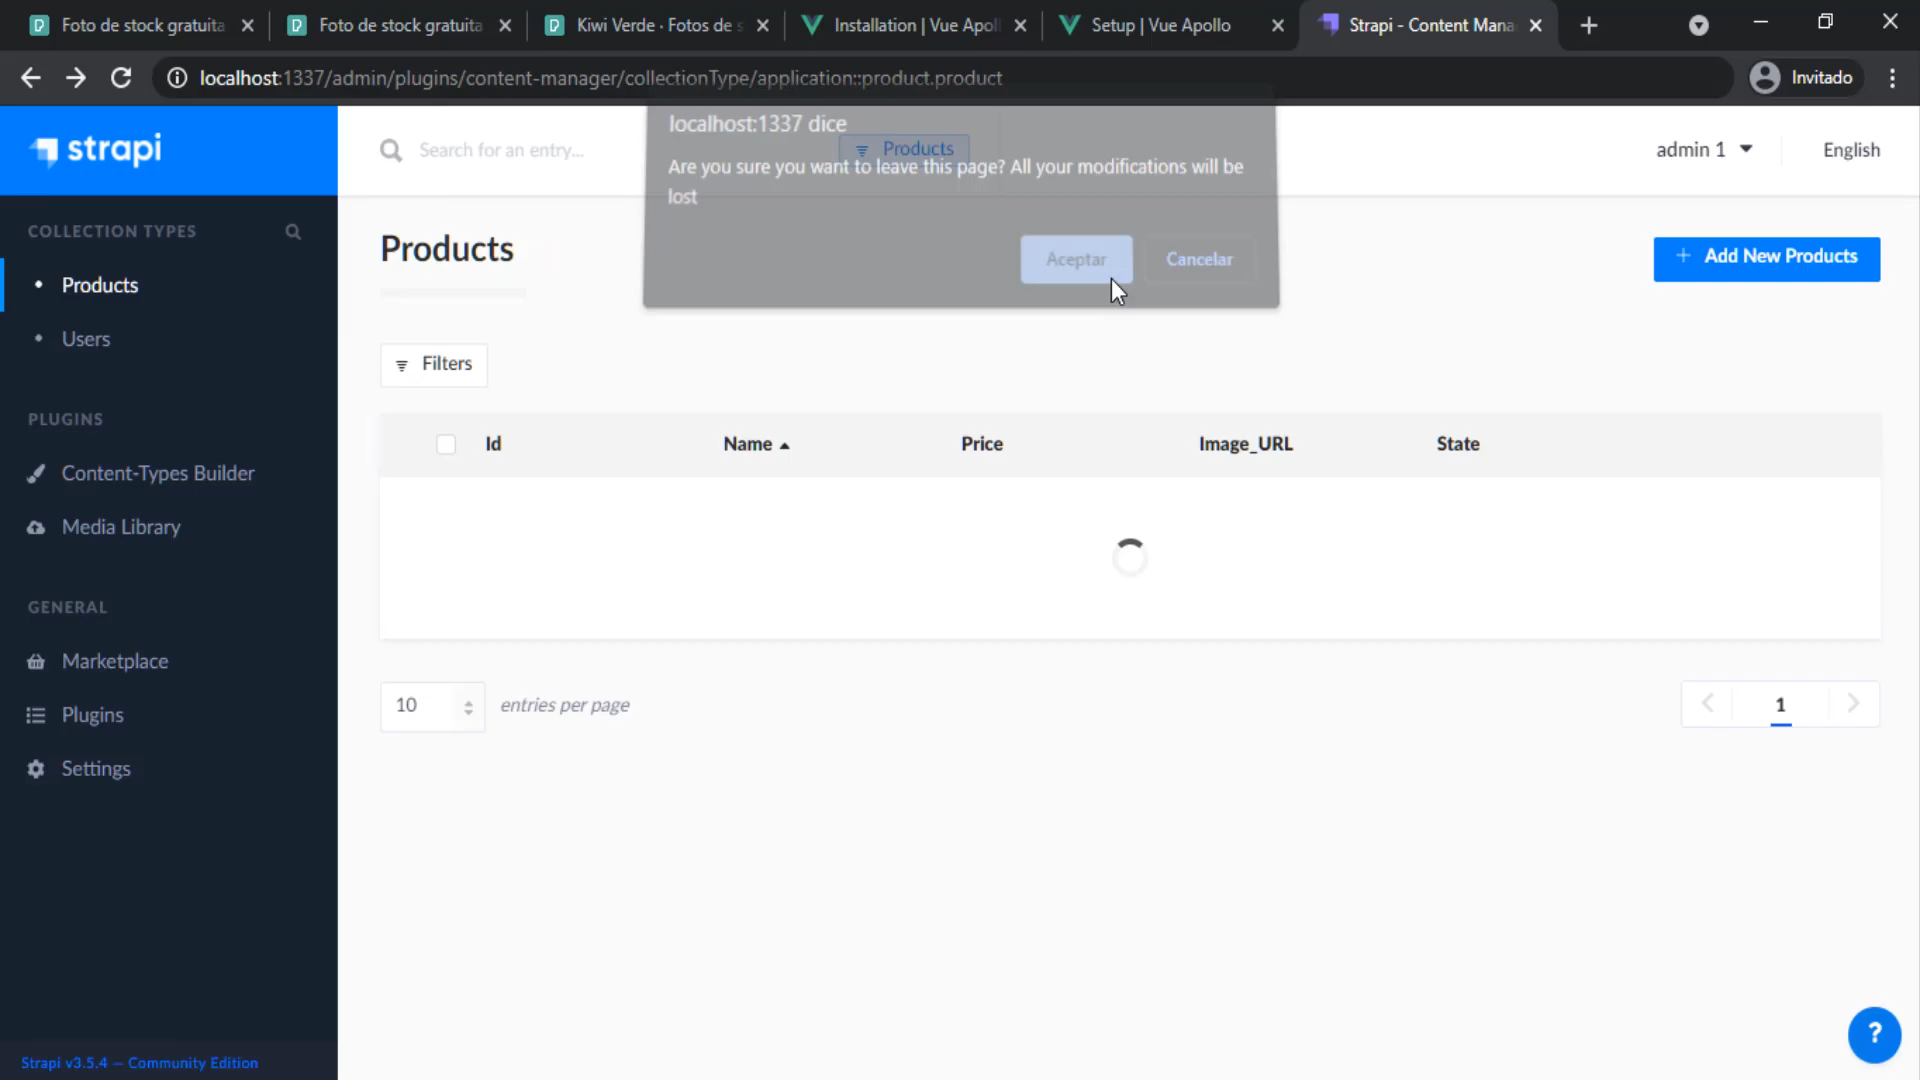 Foto de stock gratuita
Foto de stock gratuita
Kiwi Verde · Fotos de s
Installation | Vue Apoll
Setup | Vue Apollo
Strapi - Content Mana
localhost:1337/admin/plugins/content-manager/collectionType/application::product.product
Invitado
strapi
Search for an entry...
Products
admin 1
English
localhost:1337 dice
Are you sure you want to leave this page? All your modifications will be
lost
Aceptar
Cancelar
COLLECTION TYPES
Products
Users
PLUGINS
Content-Types Builder
Media Library
GENERAL
Marketplace
Plugins
Settings
Strapi v3.5.4 — Community Edition
Products
+ Add New Products
Filters
Id
Name
Price
Image_URL
State
10
entries per page
1
?